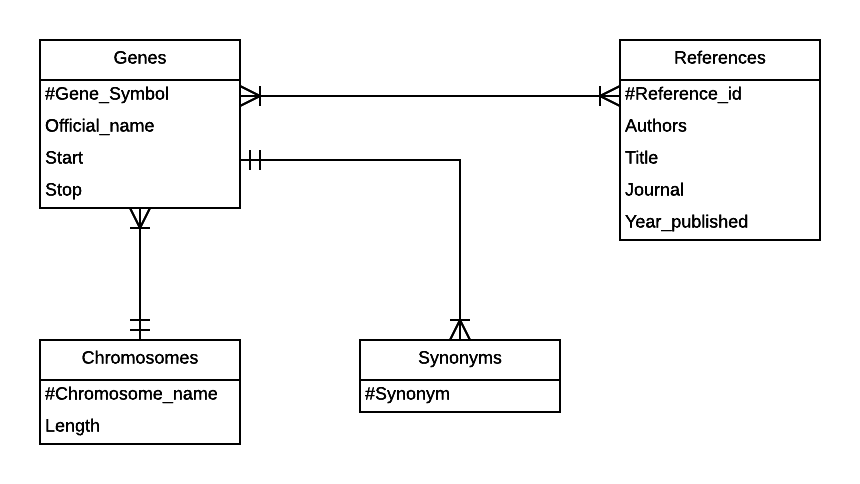 Genes
#Gene_Symbol
Official_name
Start
Stop
References
#Reference_id
Authors
Title
Journal
Year_published
Chromosomes
#Chromosome_name
Length
Synonyms
#Synonym